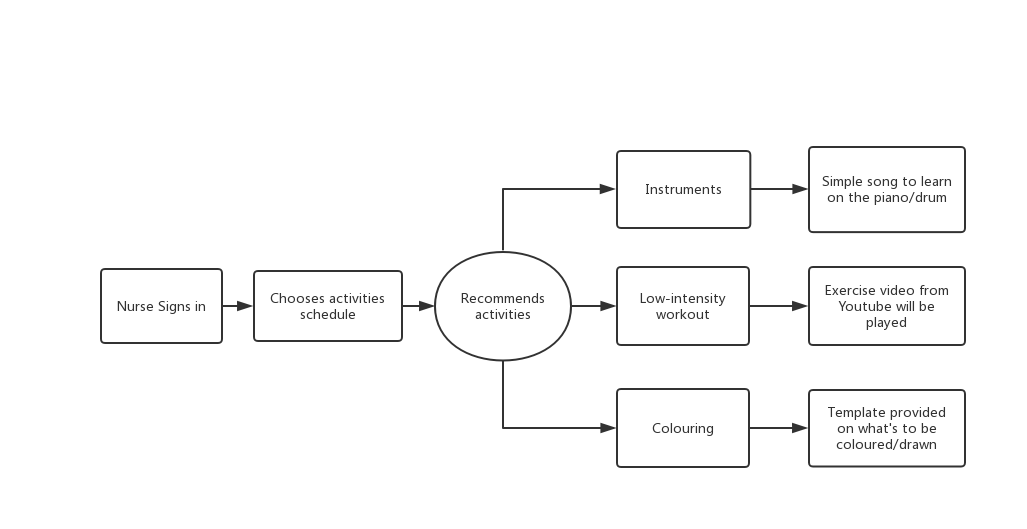 Nurse Signs in
Chooses activities
schedule
Recommends
activities
Instruments
Simple song to learn
on the piano/drum
Low-intensity
workout
Exercise video from
Youtube will be
played
Colouring
Template provided
on what's to be
coloured/drawn